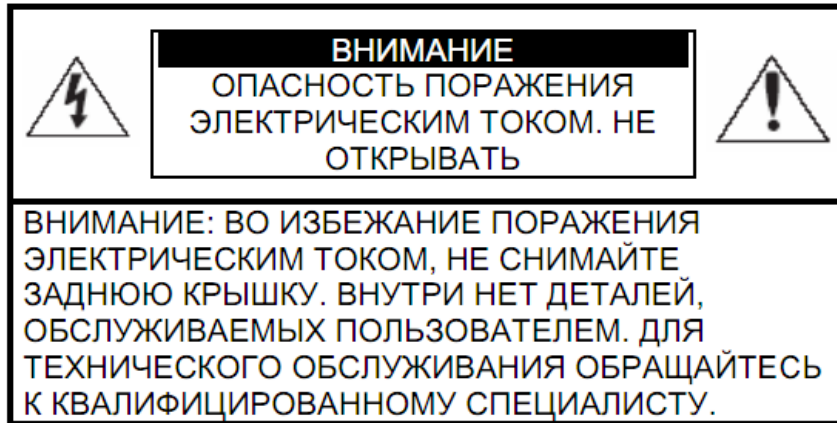 ВНИМАНИЕ
ОПАСНОСТЬ ПОРАЖЕНИЯ
ЭЛЕКТРИЧЕСКИМ ТОКОМ. НЕ
ОТКРЫВАТЬ
ВНИМАНИЕ: ВО ИЗБЕЖАНИЕ ПОРАЖЕНИЯ
ЭЛЕКТРИЧЕСКИМ ТОКОМ, НЕ СНИМАЙТЕ
ЗАДНЮЮ КРЫШКУ. ВНУТРИ НЕТ ДЕТАЛЕЙ,
ОБСЛУЖИВАЕМЫХ ПОЛЬЗОВАТЕЛЕМ. ДЛЯ
ТЕХНИЧЕСКОГО ОБСЛУЖИВАНИЯ ОБРАЩАЙТЕСЬ
К КВАЛИФИЦИРОВАННОМУ СПЕЦИАЛИСТУ.